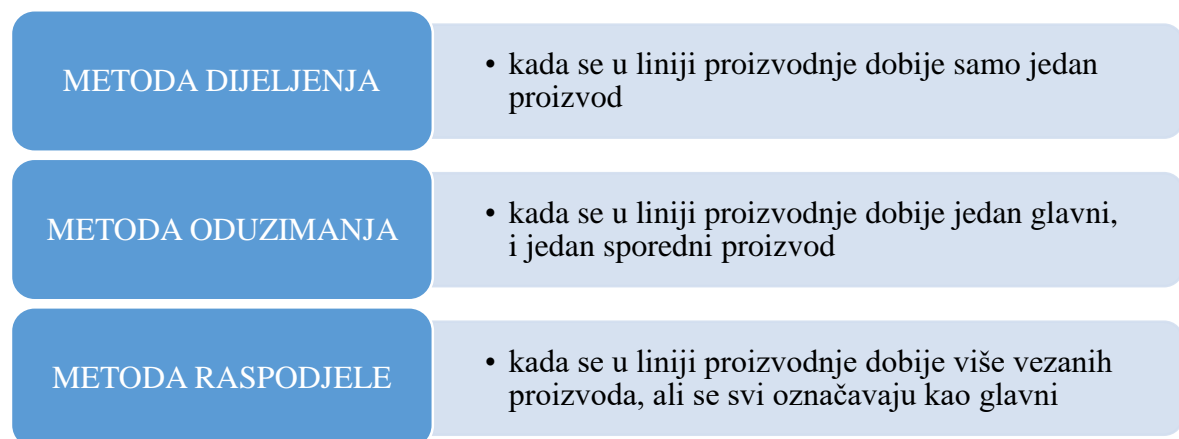 METODA DIJELJENJA
• kada se u liniji proizvodnje dobije samo jedan
proizvod
METODA ODUZIMANJA
• kada se u liniji proizvodnje dobije jedan glavni,
i jedan sporedni proizvod
METODA RASPODJELE
• kada se u liniji proizvodnje dobije više vezanih
proizvoda, ali se svi označavaju kao glavni